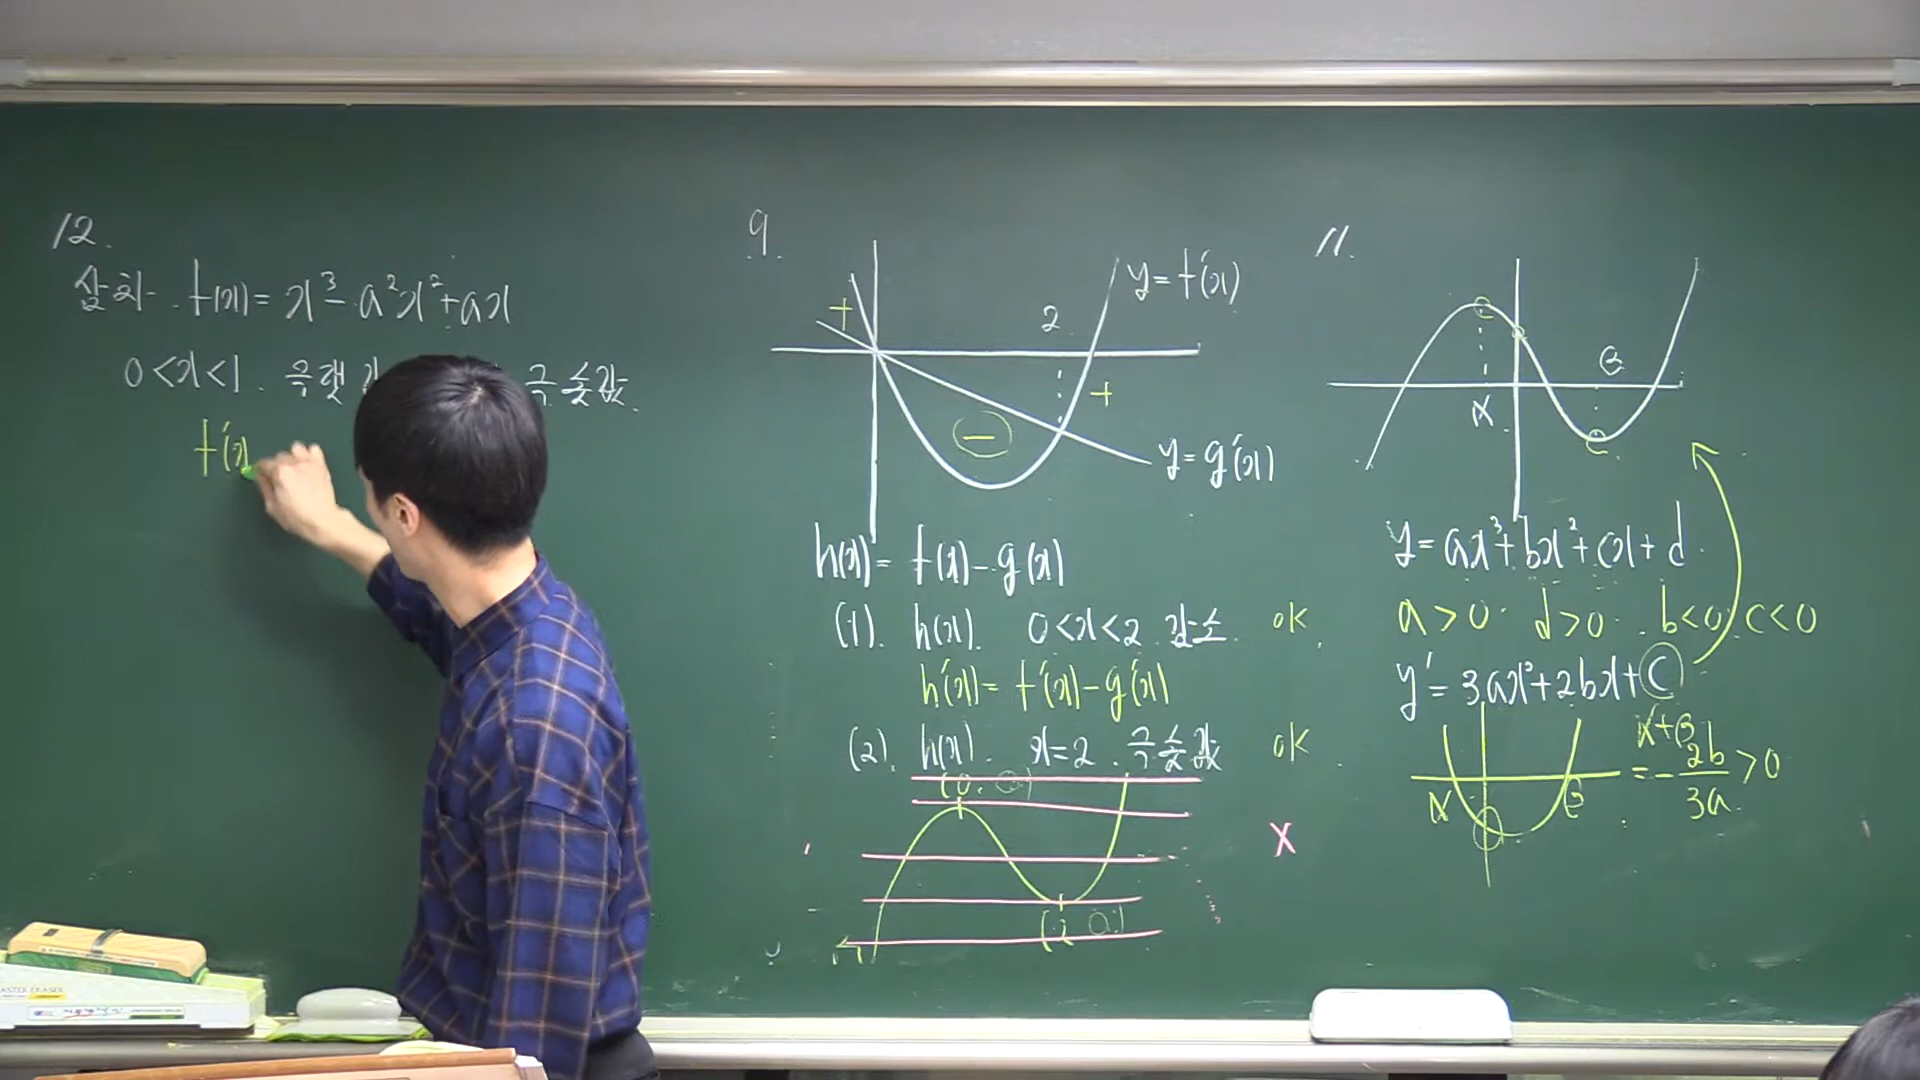 12.
삼차. f(x) = x³ - a²x² + ax
0<x<1. 극댓 극솟값.
f'(x
9.
+
2
y = f'(x)
+
−
y = g'(x)
h(x) = f(x) - g(x)
(1). h(x). 0<x<2 감소. ok.
h'(x) = f'(x) - g'(x)
(2). h(x). x=2. 극솟값 ok
(0,
(2
X
11.
α
β
y = ax³+bx²+cx+d.
a>0. d>0. b<0. c<0
y' = 3ax²+2bx+c
α+β
= -2b/3a >0
α β